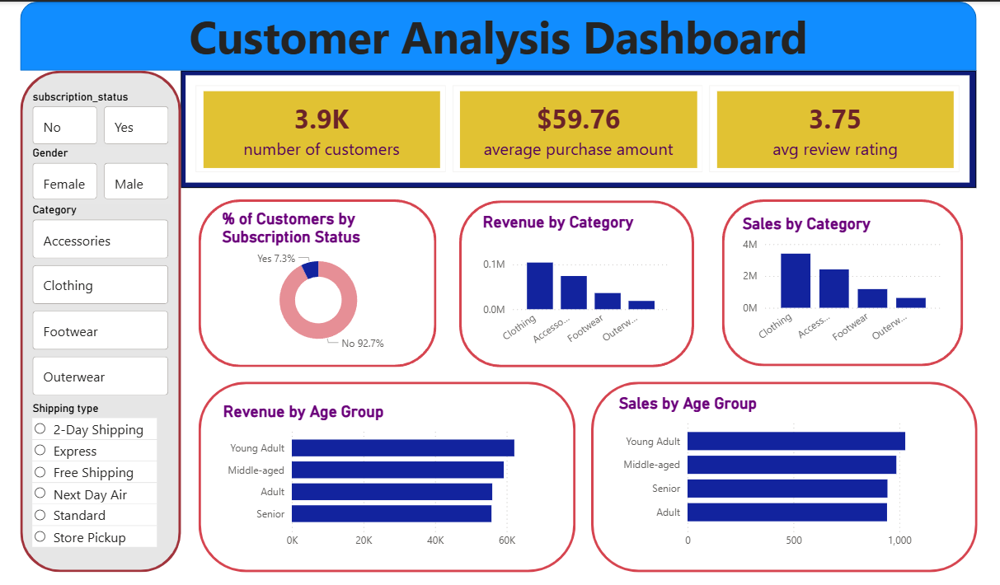 Customer Analysis Dashboard
subscription_status
No
Yes
Gender
Female
Male
Category
Accessories
Clothing
Footwear
Outerwear
Shipping type
2-Day Shipping
Express
Free Shipping
Next Day Air
Standard
Store Pickup
3.9K
number of customers
$59.76
average purchase amount
3.75
avg review rating
% of Customers by
Subscription Status
Yes 7.3%
No 92.7%
Revenue by Category
0.1M
0.0M
Clothing
Accesso...
Footwear
Outerw...
Sales by Category
4M
2M
0M
Clothing
Access...
Footwear
Outerw...
Revenue by Age Group
Young Adult
Middle-aged
Adult
Senior
0K
20K
40K
60K
Sales by Age Group
Young Adult
Middle-aged
Senior
Adult
0
500
1,000